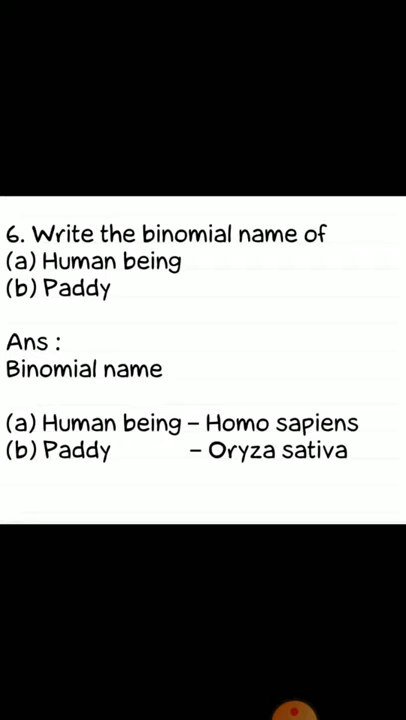 6. Write the binomial name of
(a) Human being
(b) Paddy
Ans :
Binomial name
(a) Human being – Homo sapiens
(b) Paddy – Oryza sativa